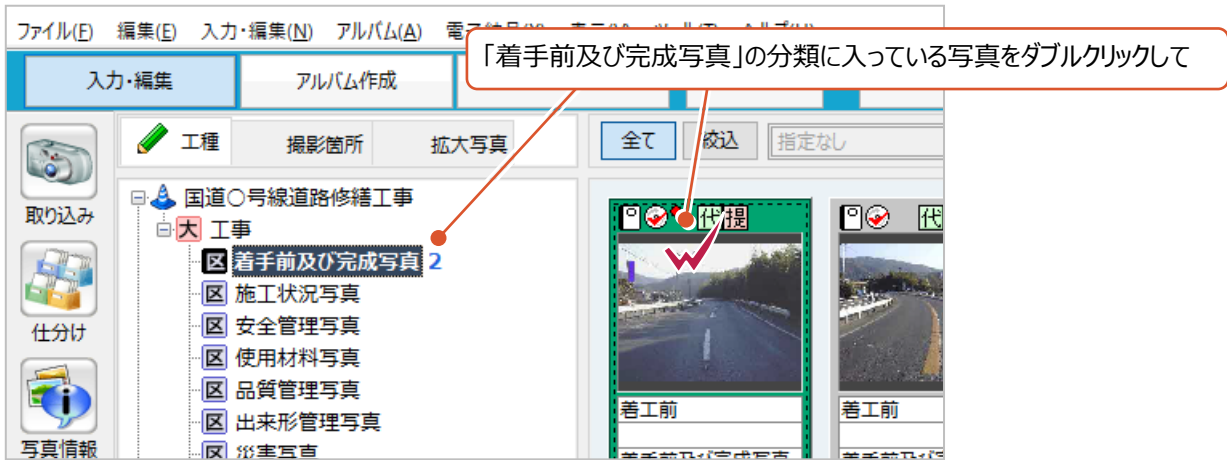 ファイル(F) 編集(E) 入力・編集(N) アルバム(A)
「着手前及び完成写真」の分類に入っている写真をダブルクリックして
入力・編集 アルバム作成
工種 撮影箇所 拡大写真
全て 絞込 指定なし
取り込み
国道〇号線道路修繕工事
大 工事
区 着手前及び完成写真 2
区 施工状況写真
区 安全管理写真
区 使用材料写真
区 品質管理写真
区 出来形管理写真
区 災害写真
仕分け
写真情報
代 提
代
着工前
着工前